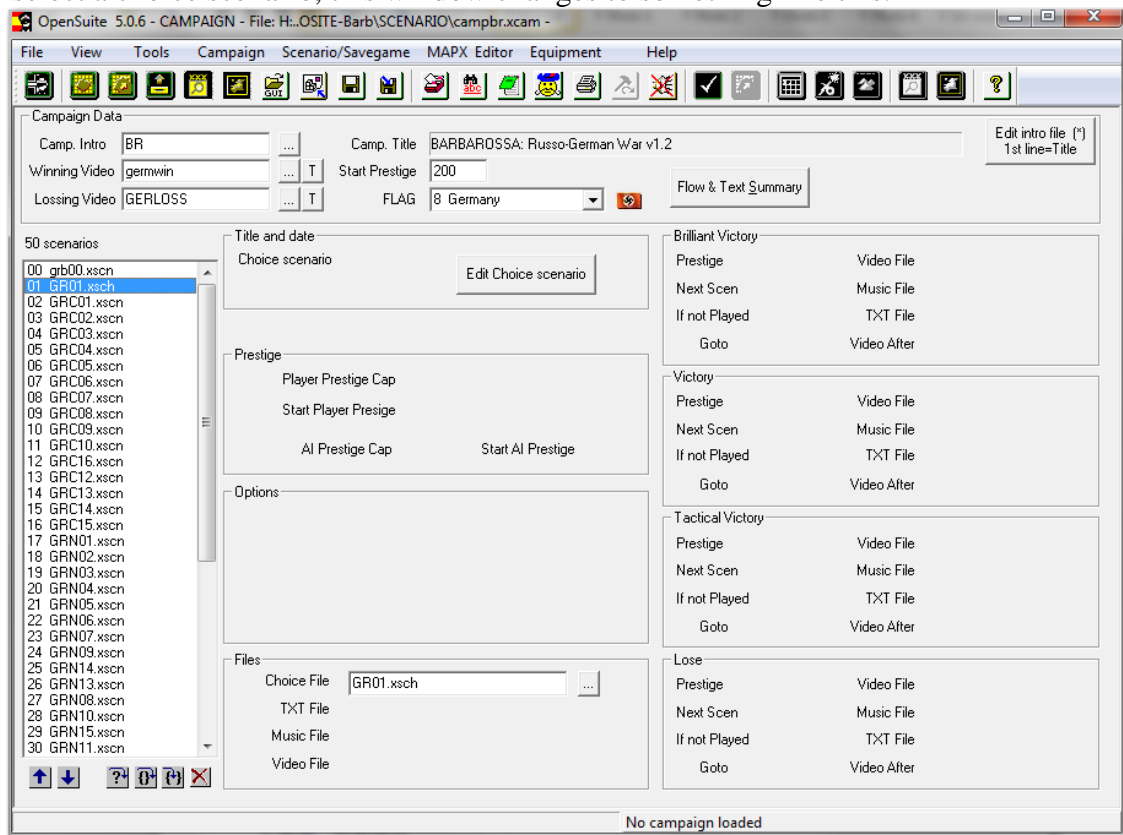 OpenSuite 5.0.6 - CAMPAIGN - File: H:..OSITE-Barb\SCENARIO\campbr.xcam -
File View Tools Campaign Scenario/Savegame MAPX Editor Equipment Help
GUI abc
Campaign Data
Camp. Intro BR ... Camp. Title BARBAROSSA: Russo-German War v1.2
Edit intro file (*)
1st line=Title
Winning Video germwin ... T Start Prestige 200
Lossing Video GERLOSS ... T FLAG 8 Germany
Flow & Text Summary
50 scenarios
00 grb00.xscn
01 GR01.xsch
02 GRC01.xscn
03 GRC02.xscn
04 GRC03.xscn
05 GRC04.xscn
06 GRC05.xscn
07 GRC06.xscn
08 GRC07.xscn
09 GRC08.xscn
10 GRC09.xscn
11 GRC10.xscn
12 GRC16.xscn
13 GRC12.xscn
14 GRC13.xscn
15 GRC14.xscn
16 GRC15.xscn
17 GRN01.xscn
18 GRN02.xscn
19 GRN03.xscn
20 GRN04.xscn
21 GRN05.xscn
22 GRN06.xscn
23 GRN07.xscn
24 GRN09.xscn
25 GRN14.xscn
26 GRN13.xscn
27 GRN08.xscn
28 GRN10.xscn
29 GRN15.xscn
30 GRN11.xscn
Title and date
Choice scenario
Edit Choice scenario
Prestige
Player Prestige Cap
Start Player Presige
AI Prestige Cap Start AI Prestige
Options
Files
Choice File GR01.xsch ...
TXT File
Music File
Video File
Brilliant Victory
Prestige Video File
Next Scen Music File
If not Played TXT File
Goto Video After
Victory
Prestige Video File
Next Scen Music File
If not Played TXT File
Goto Video After
Tactical Victory
Prestige Video File
Next Scen Music File
If not Played TXT File
Goto Video After
Lose
Prestige Video File
Next Scen Music File
If not Played TXT File
Goto Video After
No campaign loaded